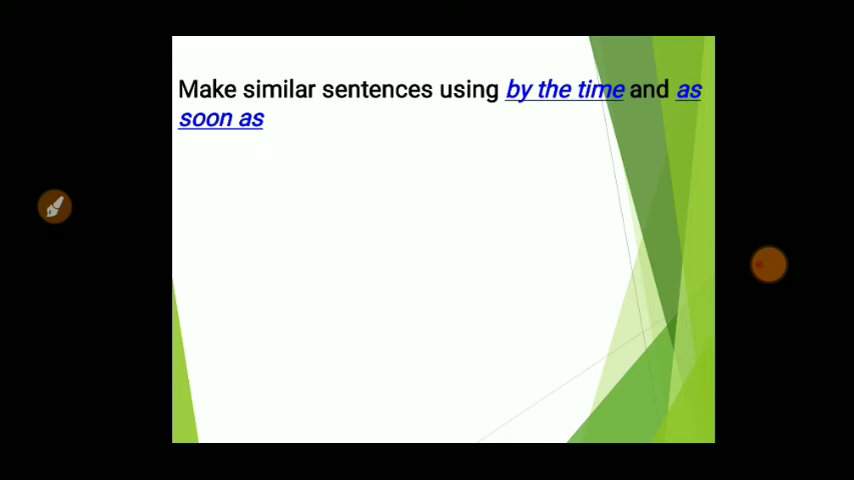 Make similar sentences using by the time and as
soon as